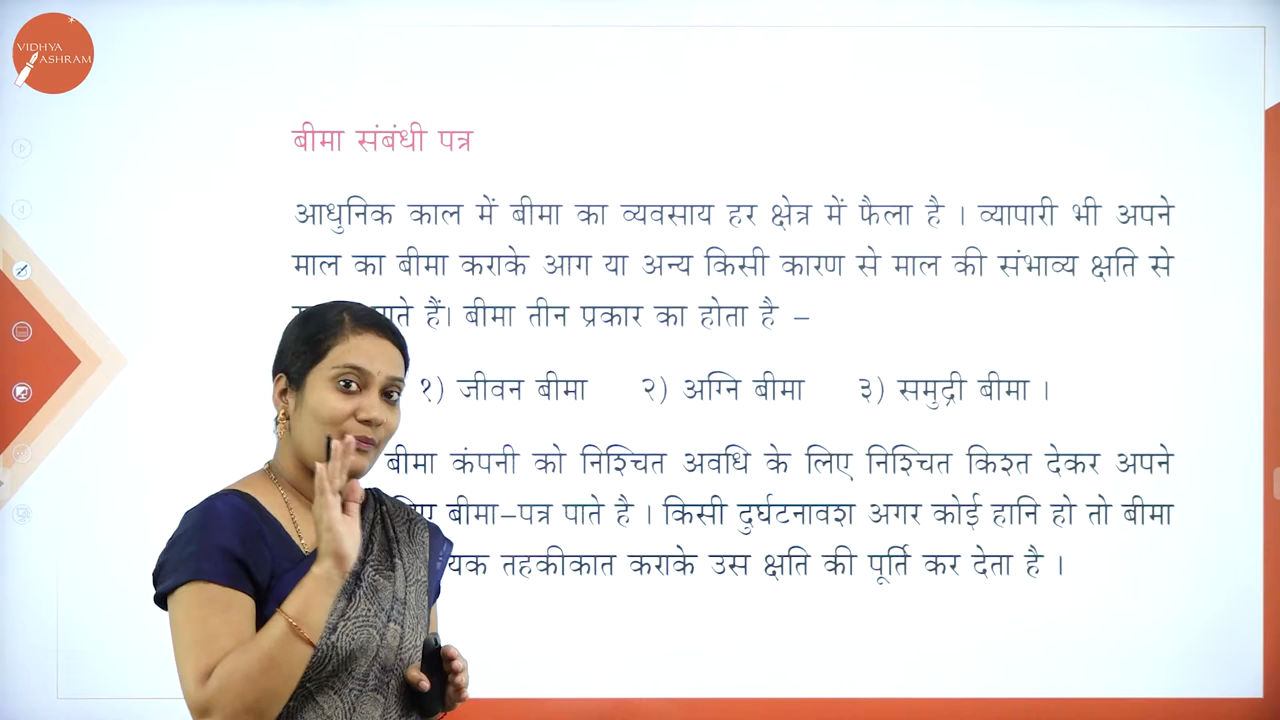 VIDHYA
ASHRAM
बीमा संबंधी पत्र
आधुनिक काल में बीमा का व्यवसाय हर क्षेत्र में फैला है । व्यापारी भी अपने
माल का बीमा कराके आग या अन्य किसी कारण से माल की संभाव्य क्षति से
हैं। बीमा तीन प्रकार का होता है –
१) जीवन बीमा २) अग्नि बीमा ३) समुद्री बीमा ।
बीमा कंपनी को निश्चित अवधि के लिए निश्चित किश्त देकर अपने
बीमा-पत्र पाते है । किसी दुर्घटनावश अगर कोई हानि हो तो बीमा
तहकीकात कराके उस क्षति की पूर्ति कर देता है ।